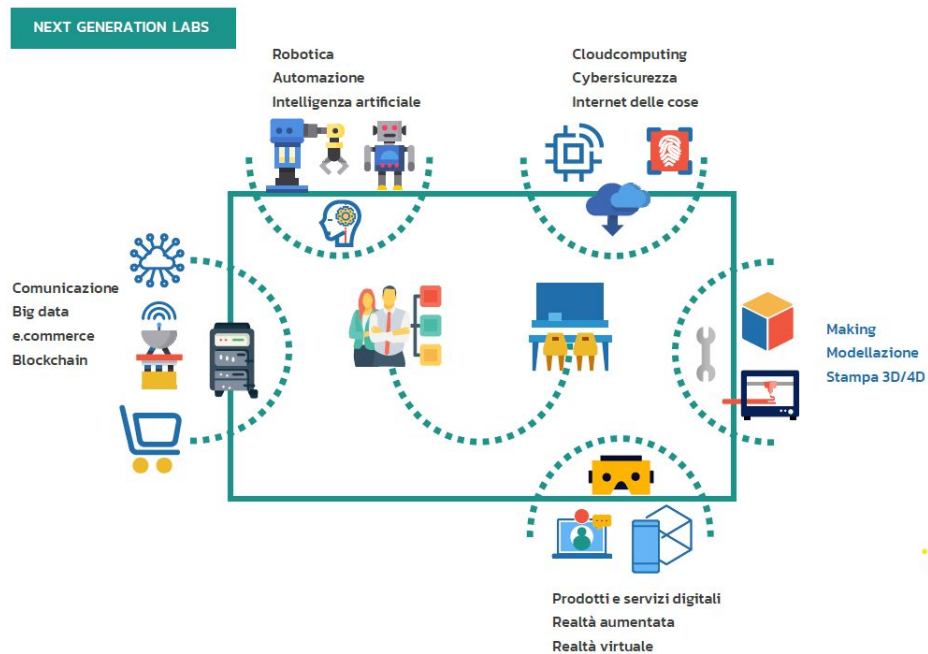 NEXT GENERATION LABS
Robotica
Automazione
Intelligenza artificiale
Cloudcomputing
Cybersicurezza
Internet delle cose
Comunicazione
Big data
e.commerce
Blockchain
Making
Modellazione
Stampa 3D/4D
Prodotti e servizi digitali
Realtà aumentata
Realtà virtuale